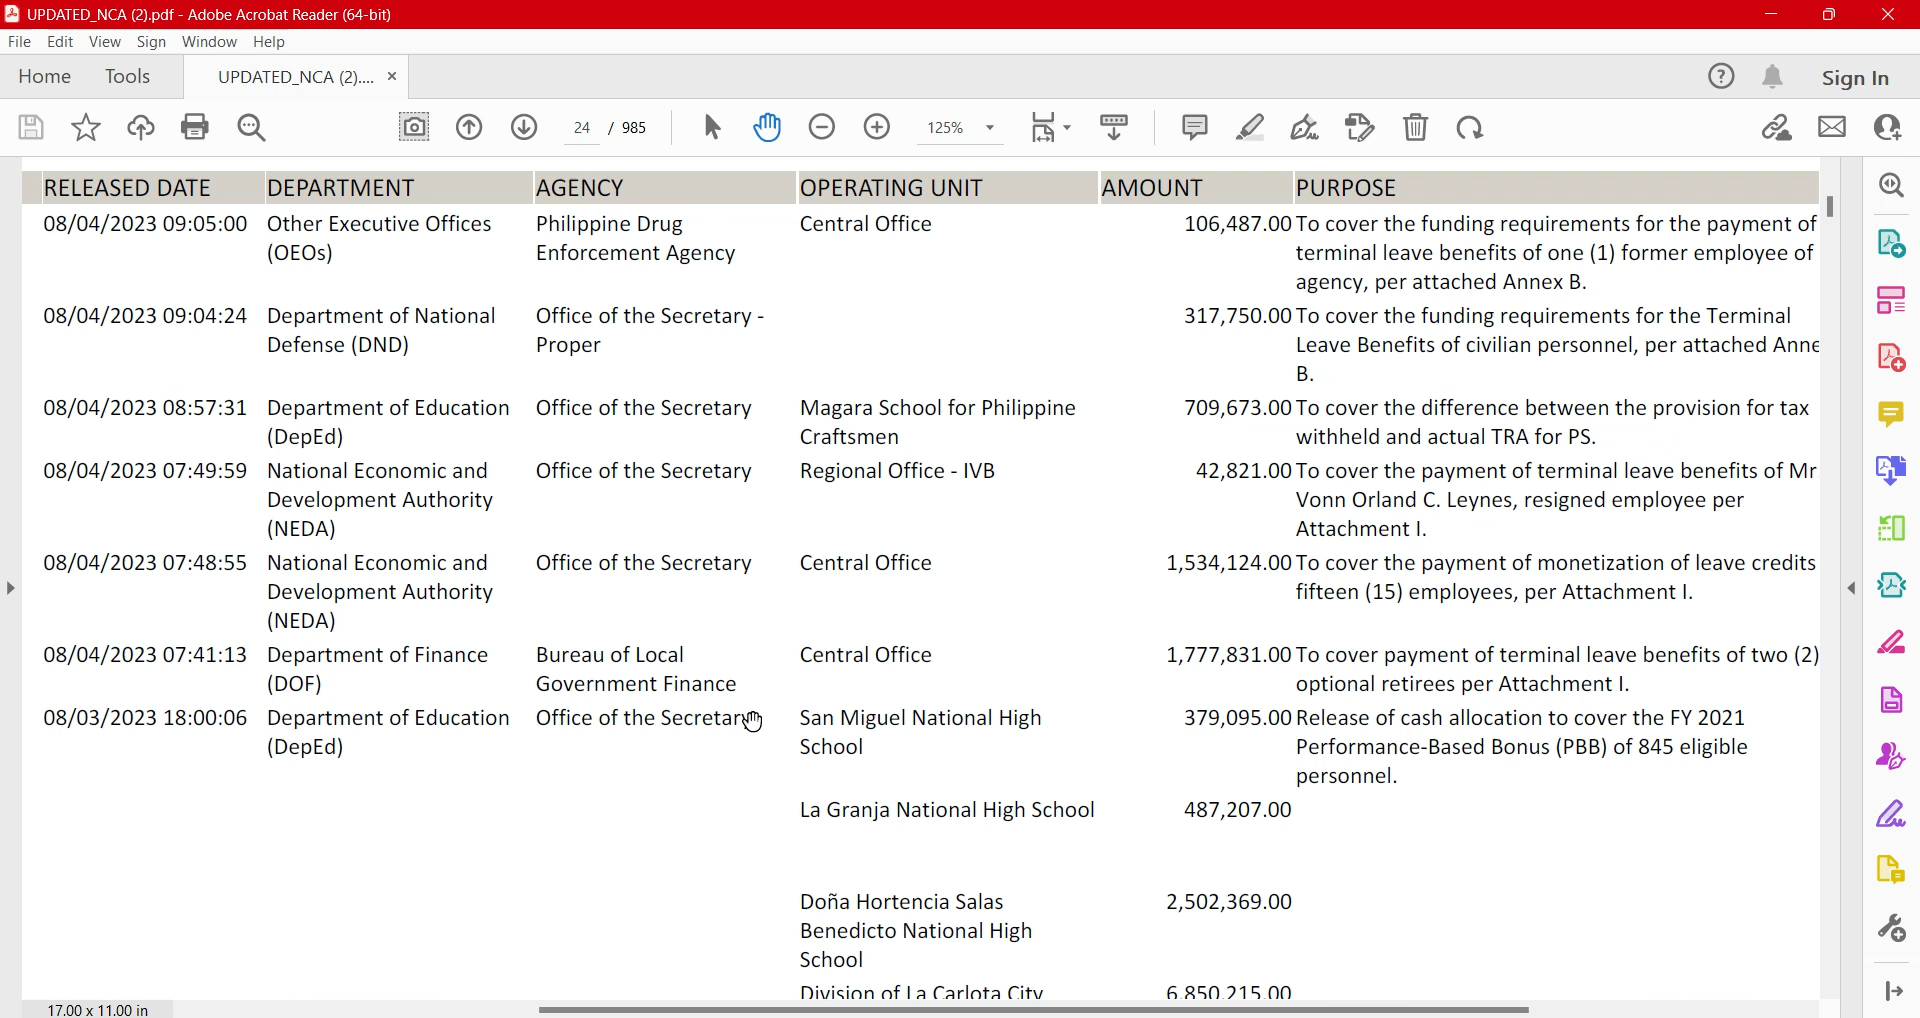 UPDATED_NCA (2).pdf - Adobe Acrobat Reader (64-bit)
File Edit View Sign Window Help
Home Tools UPDATED_NCA (2).... × Sign In
24 / 985 125%
RELEASED DATE DEPARTMENT AGENCY OPERATING UNIT AMOUNT PURPOSE
08/04/2023 09:05:00 Other Executive Offices Philippine Drug Central Office 106,487.00 To cover the funding requirements for the payment of
(OEOs) Enforcement Agency terminal leave benefits of one (1) former employee of
agency, per attached Annex B.
08/04/2023 09:04:24 Department of National Office of the Secretary - 317,750.00 To cover the funding requirements for the Terminal
Defense (DND) Proper Leave Benefits of civilian personnel, per attached Anne
B.
08/04/2023 08:57:31 Department of Education Office of the Secretary Magara School for Philippine 709,673.00 To cover the difference between the provision for tax
(DepEd) Craftsmen withheld and actual TRA for PS.
08/04/2023 07:49:59 National Economic and Office of the Secretary Regional Office - IVB 42,821.00 To cover the payment of terminal leave benefits of Mr
Development Authority Vonn Orland C. Leynes, resigned employee per
(NEDA) Attachment I.
08/04/2023 07:48:55 National Economic and Office of the Secretary Central Office 1,534,124.00 To cover the payment of monetization of leave credits
Development Authority fifteen (15) employees, per Attachment I.
(NEDA)
08/04/2023 07:41:13 Department of Finance Bureau of Local Central Office 1,777,831.00 To cover payment of terminal leave benefits of two (2)
(DOF) Government Finance optional retirees per Attachment I.
08/03/2023 18:00:06 Department of Education Office of the Secretary San Miguel National High 379,095.00 Release of cash allocation to cover the FY 2021
(DepEd) School Performance-Based Bonus (PBB) of 845 eligible
personnel.
La Granja National High School 487,207.00
Doña Hortencia Salas 2,502,369.00
Benedicto National High
School
Division of La Carlota City 6,850,215.00
17.00 x 11.00 in